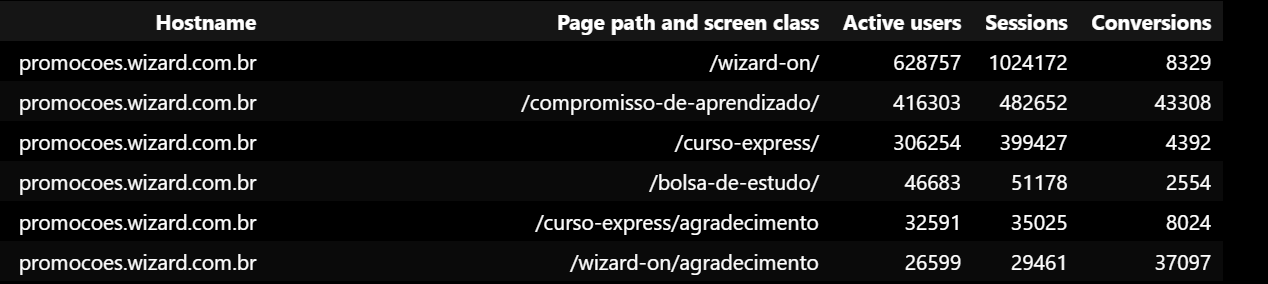 Hostname Page path and screen class Active users Sessions Conversions
promocoes.wizard.com.br /wizard-on/ 628757 1024172 8329
promocoes.wizard.com.br /compromisso-de-aprendizado/ 416303 482652 43308
promocoes.wizard.com.br /curso-express/ 306254 399427 4392
promocoes.wizard.com.br /bolsa-de-estudo/ 46683 51178 2554
promocoes.wizard.com.br /curso-express/agradecimento 32591 35025 8024
promocoes.wizard.com.br /wizard-on/agradecimento 26599 29461 37097